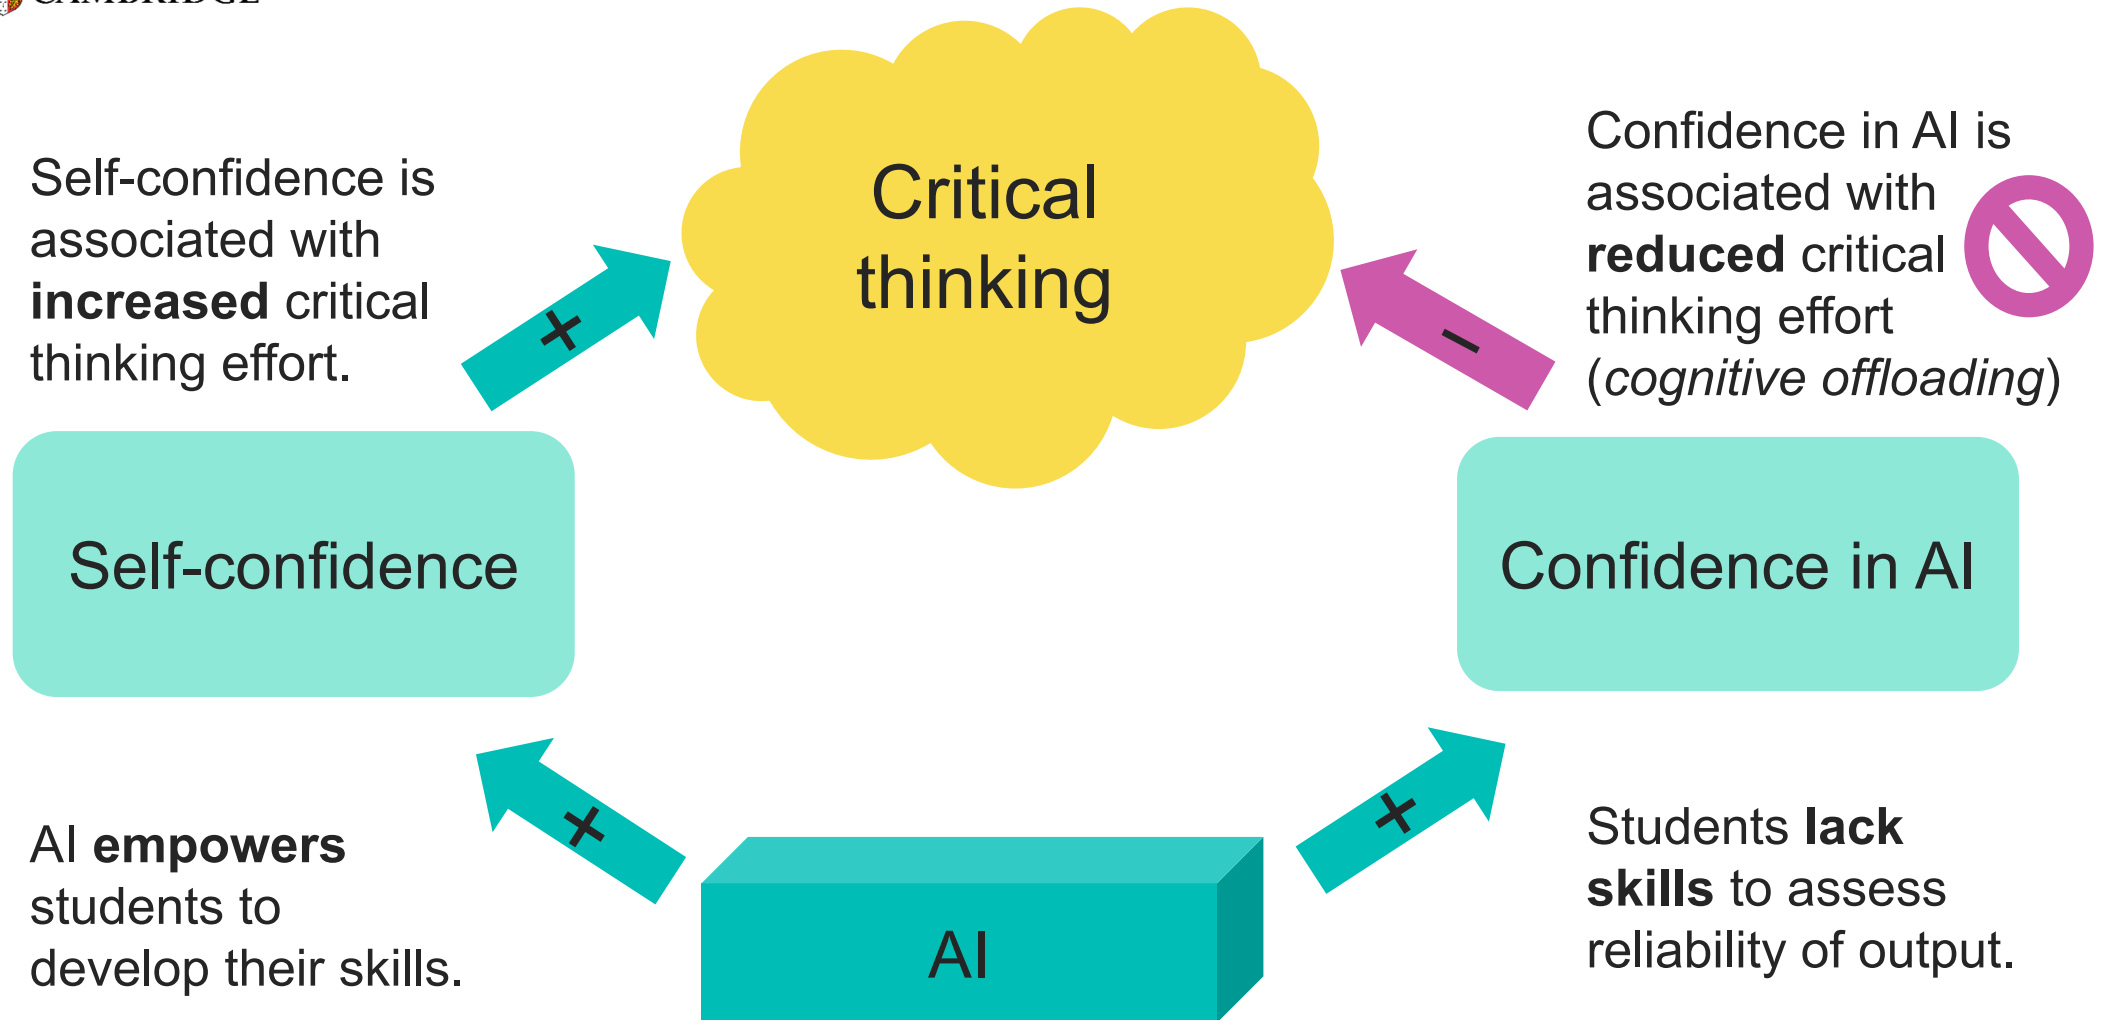 CAMBRIDGE
Critical
thinking
Self-confidence is
associated with
increased critical
thinking effort.
+
Confidence in AI is
associated with
reduced critical
thinking effort
(cognitive offloading)
–
Self-confidence
Confidence in AI
AI empowers
students to
develop their skills.
+
AI
+
Students lack
skills to assess
reliability of output.